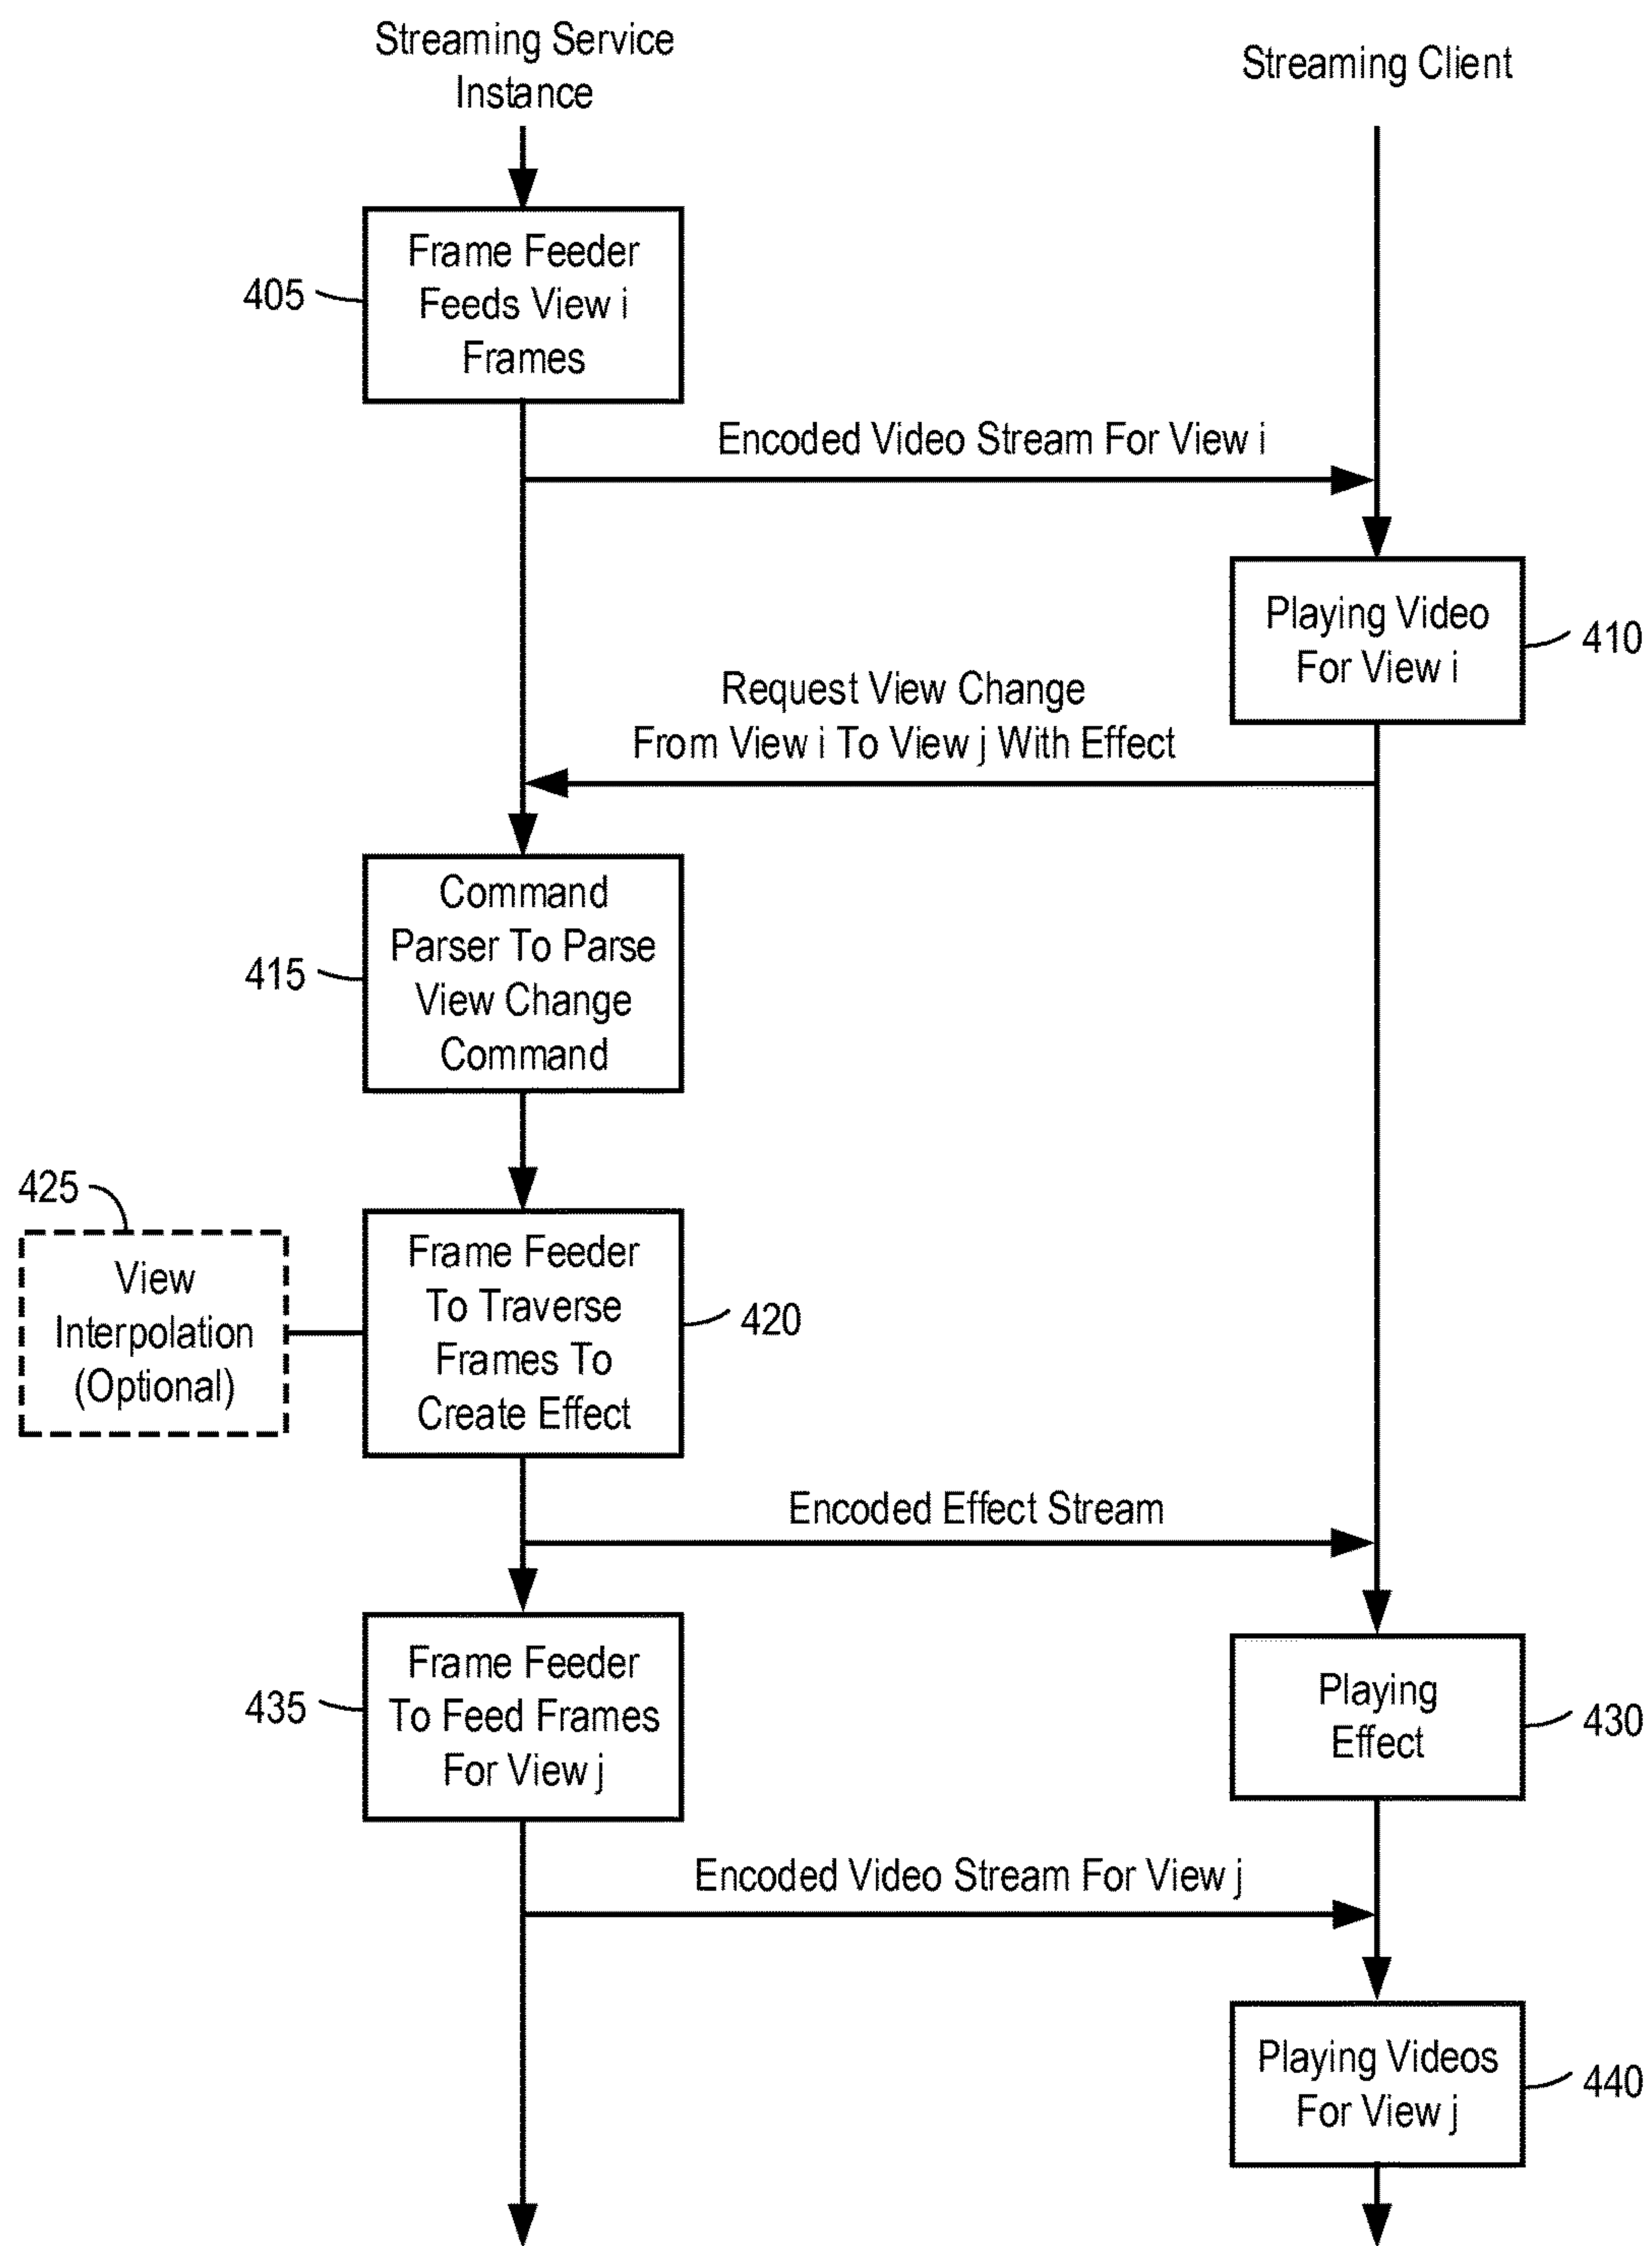 Streaming Service
Instance
Streaming Client
Frame Feeder
Feeds View i
Frames
405
Encoded Video Stream For View i
Playing Video
For View i
410
Request View Change
From View i To View j With Effect
Command
Parser To Parse
View Change
Command
415
425
View
Interpolation
(Optional)
Frame Feeder
To Traverse
Frames To
Create Effect
420
Encoded Effect Stream
Frame Feeder
To Feed Frames
For View j
435
Playing
Effect
430
Encoded Video Stream For View j
Playing Videos
For View j
440